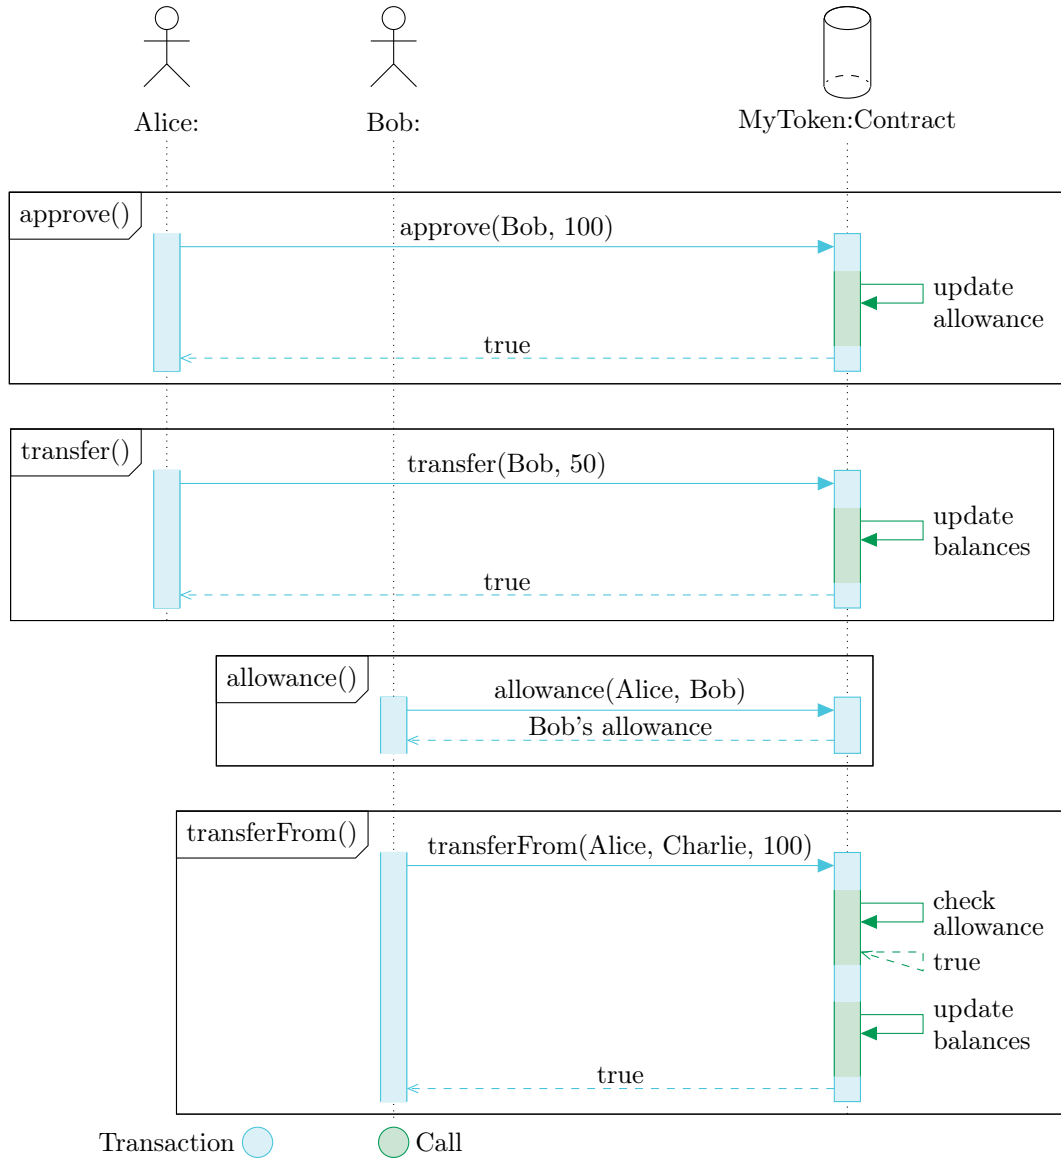 Alice:
Bob:
MyToken:Contract
approve()
approve(Bob, 100)
update
allowance
true
transfer()
transfer(Bob, 50)
update
balances
true
allowance()
allowance(Alice, Bob)
Bob's allowance
transferFrom()
transferFrom(Alice, Charlie, 100)
check
allowance
true
update
balances
true
Transaction
Call